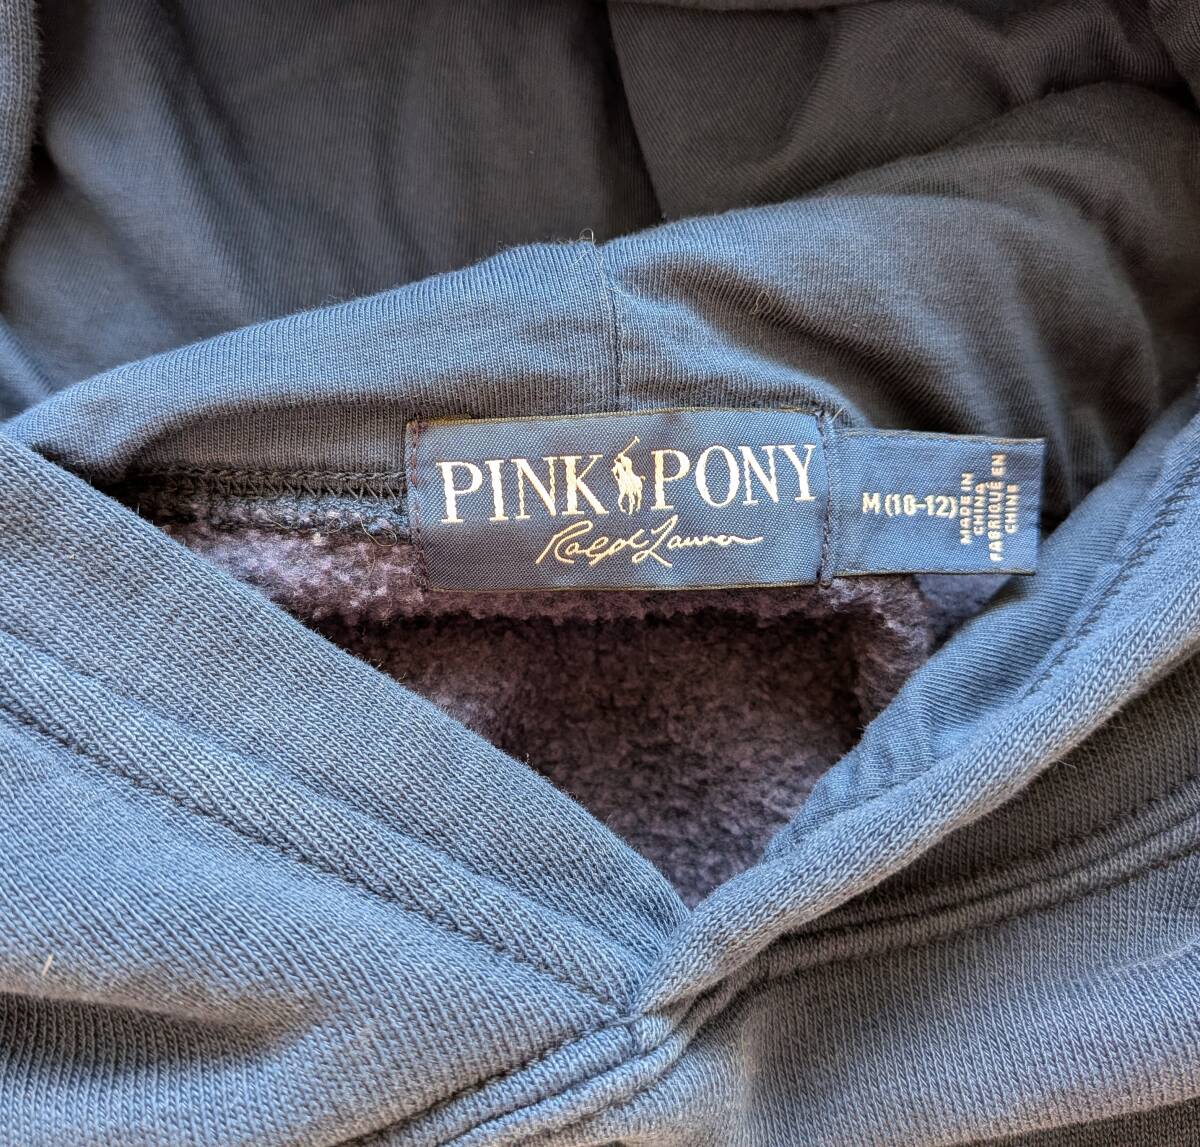 PINK PONY
Ralph Lauren
M (10-12)
MADE IN
CHINA
FABRIQUE EN
CHINE